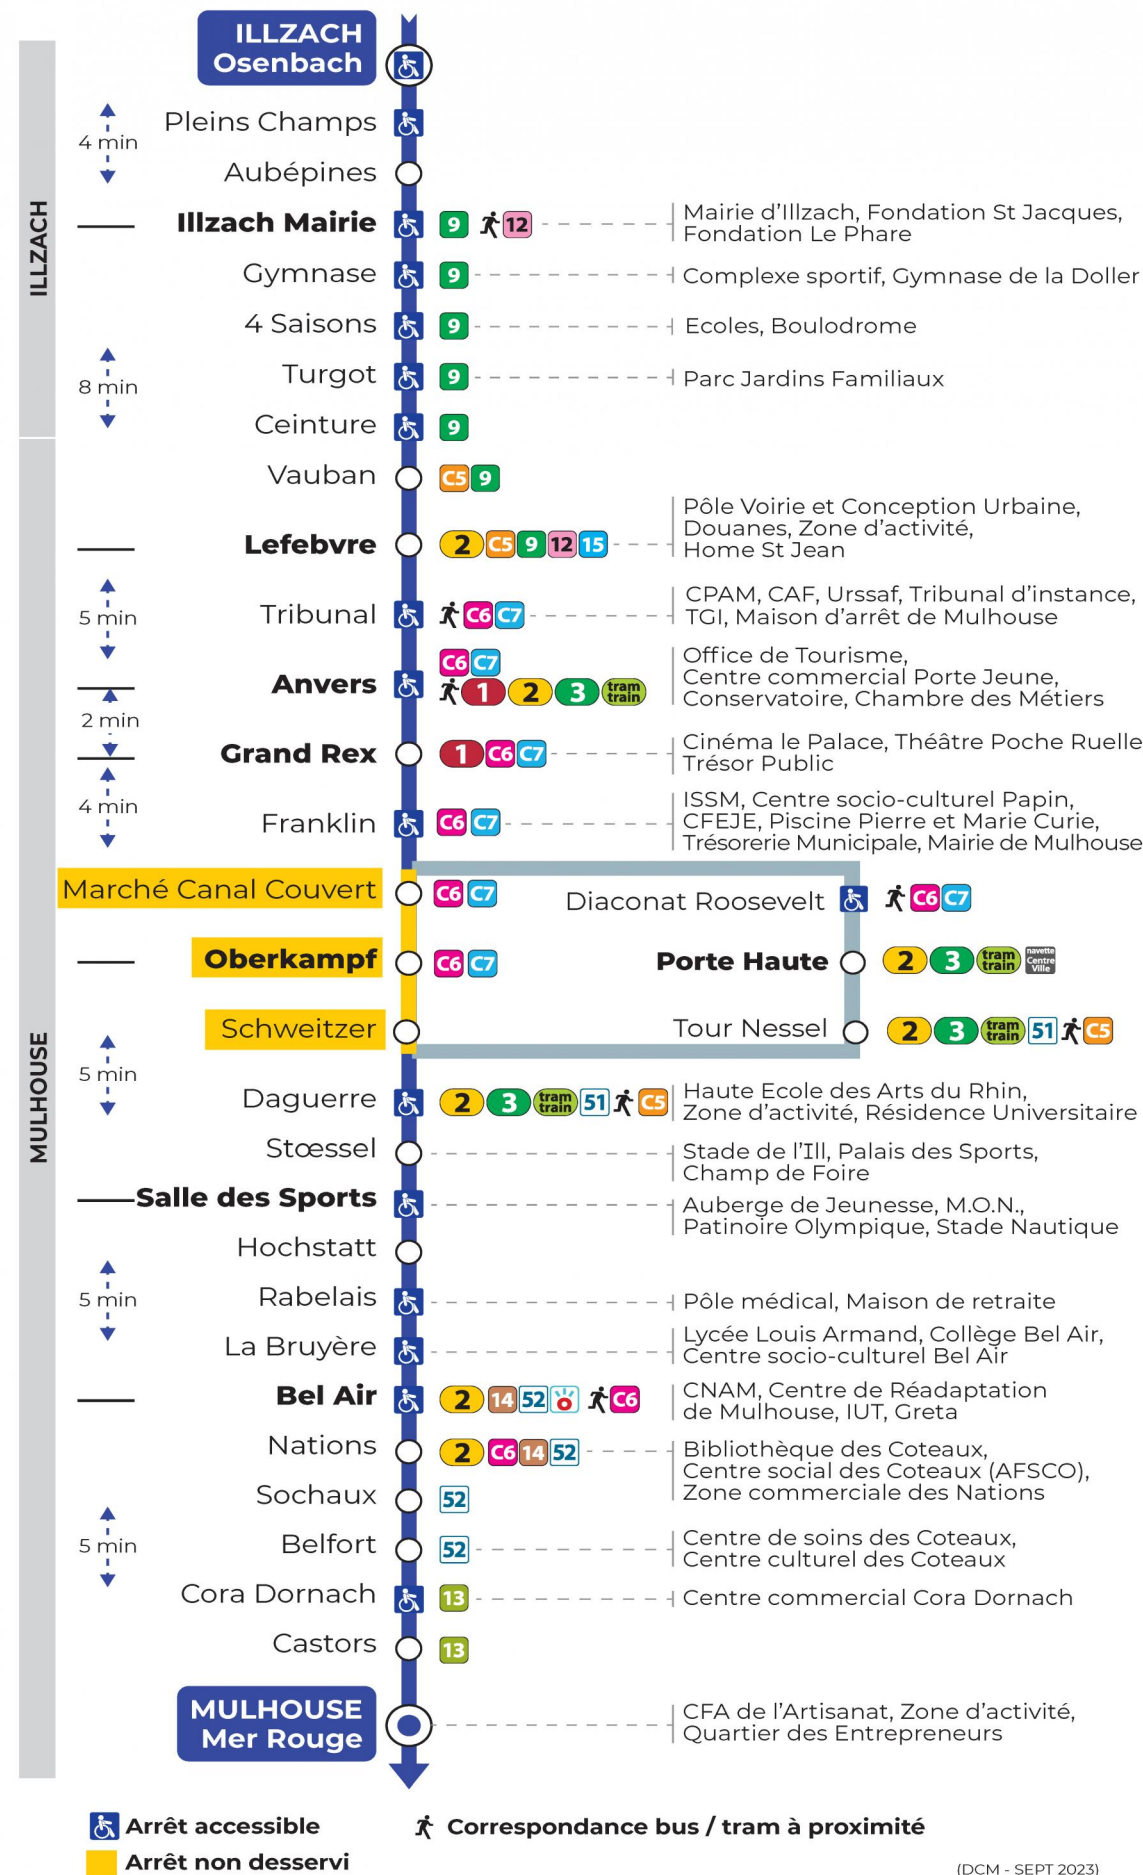 ILLZACH
Osenbach
Pleins Champs
4 min
Aubépines
Illzach Mairie 9 12 Mairie d'Illzach, Fondation St Jacques,
Fondation Le Phare
ILLZACH
Gymnase 9 Complexe sportif, Gymnase de la Doller
4 Saisons 9 Ecoles, Boulodrome
Turgot 9 Parc Jardins Familiaux
8 min
Ceinture 9
Vauban C5 9
Lefebvre 2 C5 9 12 15 Pôle Voirie et Conception Urbaine,
Douanes, Zone d'activité,
Home St Jean
5 min
Tribunal C6 C7 CPAM, CAF, Urssaf, Tribunal d'instance,
TGI, Maison d'arrêt de Mulhouse
C6 C7
Anvers 1 2 3 tram train Office de Tourisme,
Centre commercial Porte Jeune,
Conservatoire, Chambre des Métiers
2 min
Grand Rex 1 C6 C7 Cinéma le Palace, Théâtre Poche Ruelle
Trésor Public
4 min
Franklin C6 C7 ISSM, Centre socio-culturel Papin,
CFEJE, Piscine Pierre et Marie Curie,
Trésorerie Municipale, Mairie de Mulhouse
Marché Canal Couvert C6 C7 Diaconat Roosevelt C6 C7
Oberkampf C6 C7 Porte Haute 2 3 tram train navette Centre Ville
Schweitzer Tour Nessel 2 3 tram train 51 C5
MULHOUSE
5 min
Daguerre 2 3 tram train 51 C5 Haute Ecole des Arts du Rhin,
Zone d'activité, Résidence Universitaire
Stœssel Stade de l'Ill, Palais des Sports,
Champ de Foire
Salle des Sports Auberge de Jeunesse, M.O.N.,
Patinoire Olympique, Stade Nautique
Hochstatt
5 min
Rabelais Pôle médical, Maison de retraite
La Bruyère Lycée Louis Armand, Collège Bel Air,
Centre socio-culturel Bel Air
Bel Air 2 14 52 C6 CNAM, Centre de Réadaptation
de Mulhouse, IUT, Greta
Nations 2 C6 14 52 Bibliothèque des Coteaux,
Centre social des Coteaux (AFSCO),
Zone commerciale des Nations
Sochaux 52
5 min
Belfort 52 Centre de soins des Coteaux,
Centre culturel des Coteaux
Cora Dornach 13 Centre commercial Cora Dornach
Castors 13
MULHOUSE
Mer Rouge
CFA de l'Artisanat, Zone d'activité,
Quartier des Entrepreneurs
Arrêt accessible Correspondance bus / tram à proximité
Arrêt non desservi
(DCM - SEPT 2023)